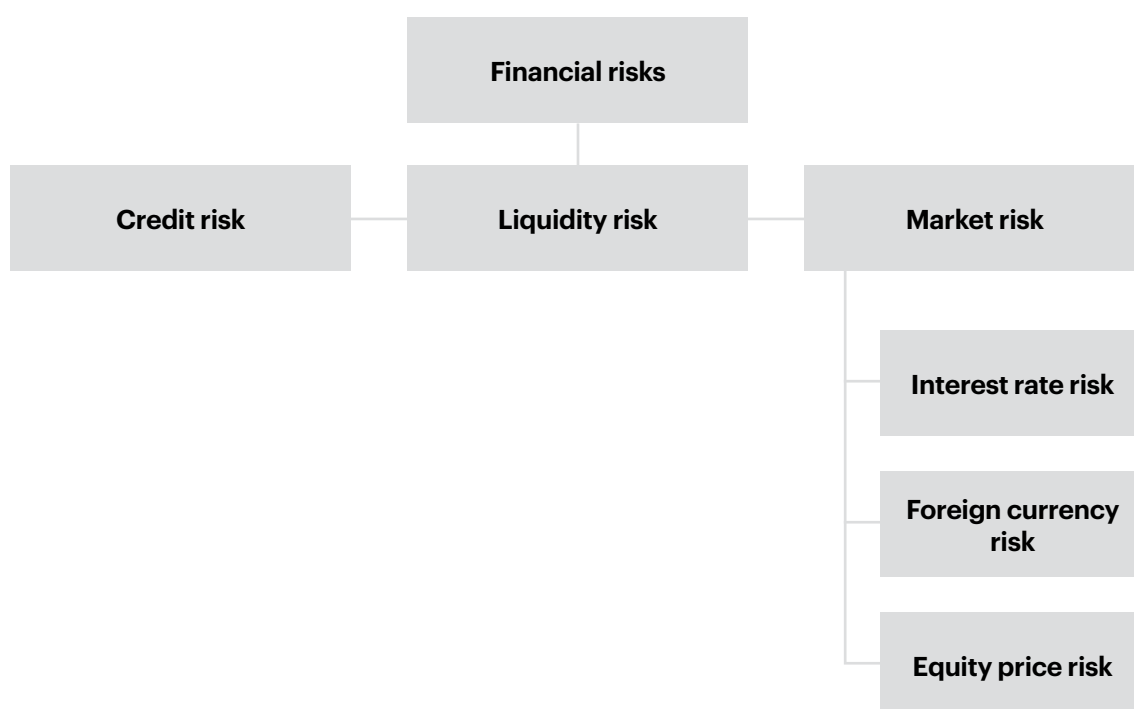 Financial risks
Credit risk
Liquidity risk
Market risk
Interest rate risk
Foreign currency
risk
Equity price risk